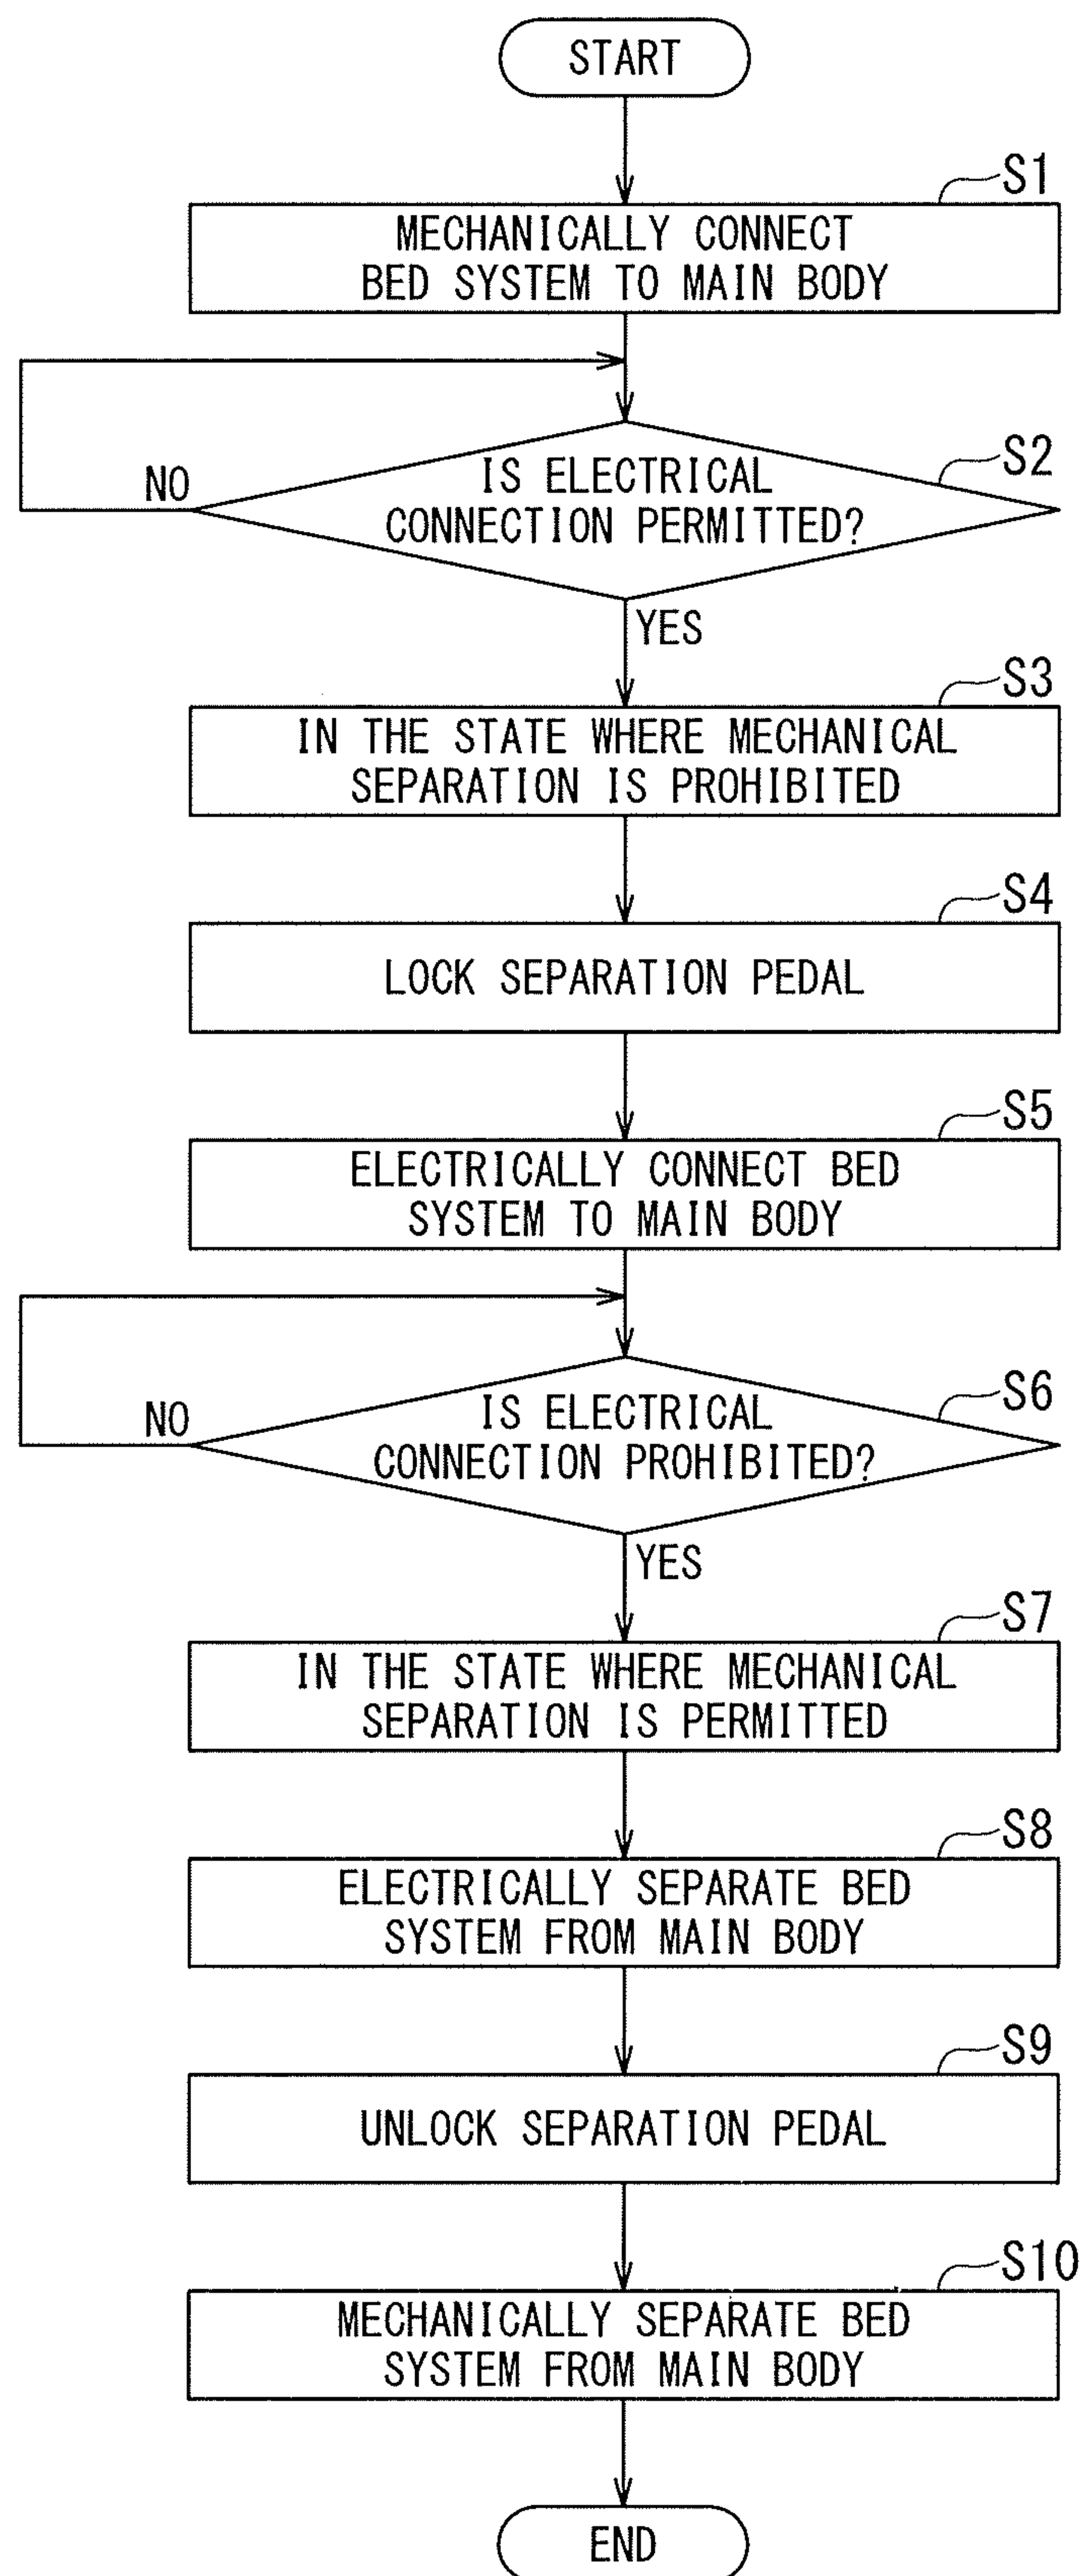 START
S1
MECHANICALLY CONNECT
BED SYSTEM TO MAIN BODY
S2
IS ELECTRICAL
CONNECTION PERMITTED?
NO
YES
S3
IN THE STATE WHERE MECHANICAL
SEPARATION IS PROHIBITED
S4
LOCK SEPARATION PEDAL
S5
ELECTRICALLY CONNECT BED
SYSTEM TO MAIN BODY
S6
IS ELECTRICAL
CONNECTION PROHIBITED?
NO
YES
S7
IN THE STATE WHERE MECHANICAL
SEPARATION IS PERMITTED
S8
ELECTRICALLY SEPARATE BED
SYSTEM FROM MAIN BODY
S9
UNLOCK SEPARATION PEDAL
S10
MECHANICALLY SEPARATE BED
SYSTEM FROM MAIN BODY
END